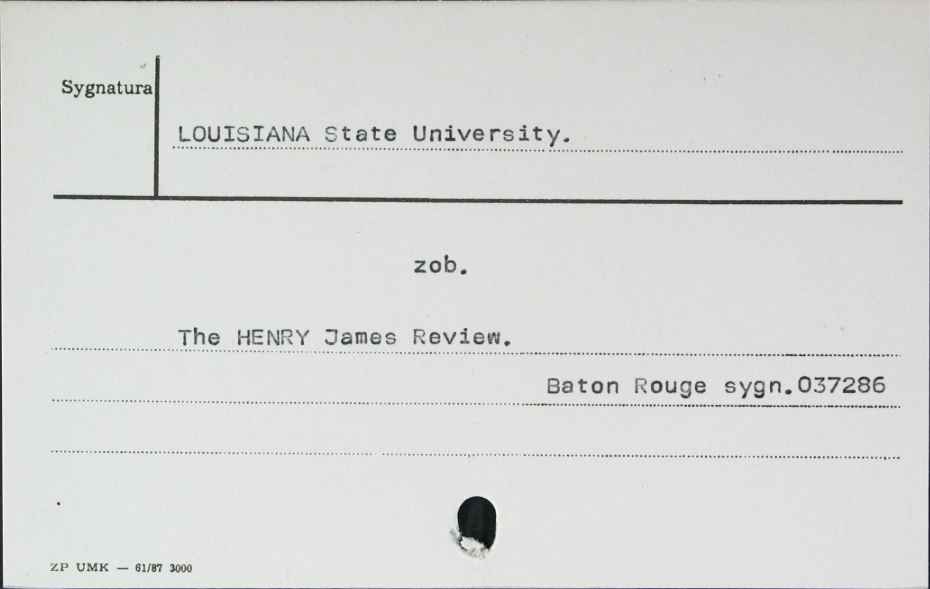 Sygnatura
LOUISIANA State University.
zob.
The HENRY James Review.
Baton Rouge sygn.037286
ZP UMK — 61/87 3000